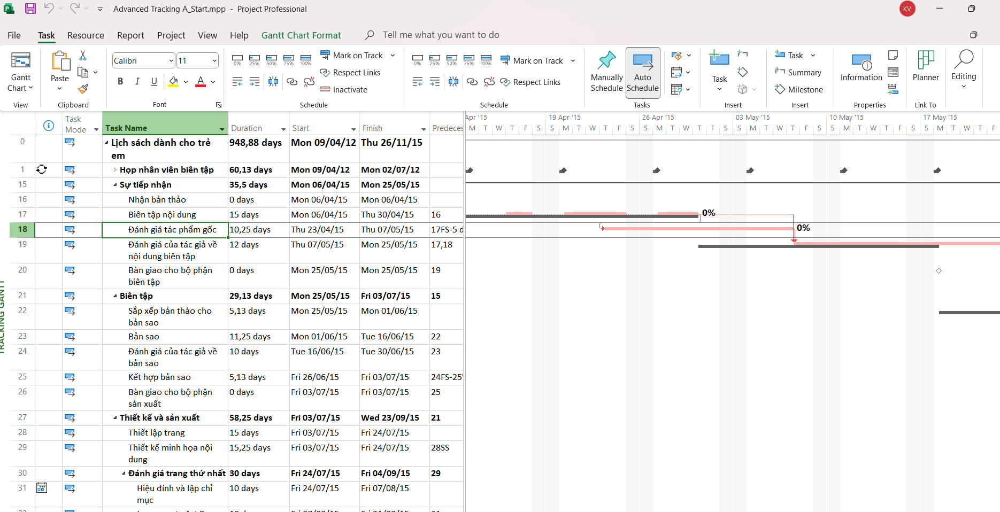 Advanced Tracking A_Start.mpp - Project Professional
KV
File Task Resource Report Project View Help Gantt Chart Format Tell me what you want to do
Gantt Chart
View
Paste
Clipboard
Calibri 11
B I U A
Font
0% 25% 50% 75% 100%
Mark on Track
Respect Links
Inactivate
Schedule
0% 25% 50% 75% 100%
Mark on Track
Respect Links
Schedule
Manually Schedule
Auto Schedule
Tasks
Task
Insert
Task
Summary
Milestone
Insert
Information
Properties
Planner
Link To
Editing
Task Mode Task Name Duration Start Finish Predeces
Apr '15 19 Apr '15 26 Apr '15 03 May '15 10 May '15 17 May '15
M T W T F S S M T W T F S S M T W T F S S M T W T F S S M T W T F S S M T W T F
0 Lịch sách dành cho trẻ em 948,88 days Mon 09/04/12 Thu 26/11/15
1 Họp nhân viên biên tập 60,13 days Mon 09/04/12 Mon 02/07/12
15 Sự tiếp nhận 35,5 days Mon 06/04/15 Mon 25/05/15
16 Nhận bản thảo 0 days Mon 06/04/15 Mon 06/04/15
17 Biên tập nội dung 15 days Mon 06/04/15 Thu 30/04/15 16
0%
18 Đánh giá tác phẩm gốc 10,25 days Thu 23/04/15 Thu 07/05/15 17FS-5 d
0%
19 Đánh giá của tác giả về nội dung biên tập 12 days Thu 07/05/15 Mon 25/05/15 17,18
20 Bàn giao cho bộ phận biên tập 0 days Mon 25/05/15 Mon 25/05/15 19
21 Biên tập 29,13 days Mon 25/05/15 Fri 03/07/15 15
22 Sắp xếp bản thảo cho bản sao 5,13 days Mon 25/05/15 Mon 01/06/15
23 Bản sao 11,25 days Mon 01/06/15 Tue 16/06/15 22
24 Đánh giá của tác giả về bản sao 10 days Tue 16/06/15 Tue 30/06/15 23
25 Kết hợp bản sao 5,13 days Fri 26/06/15 Fri 03/07/15 24FS-25%
26 Bàn giao cho bộ phận sản xuất 0 days Fri 03/07/15 Fri 03/07/15 25
27 Thiết kế và sản xuất 58,25 days Fri 03/07/15 Wed 23/09/15 21
28 Thiết lập trang 15 days Fri 03/07/15 Fri 24/07/15
29 Thiết kế minh họa nội dung 15,25 days Fri 03/07/15 Fri 24/07/15 28SS
30 Đánh giá trang thứ nhất 30 days Fri 24/07/15 Fri 04/09/15 29
31 Hiệu đính và lập chỉ mục 10 days Fri 24/07/15 Fri 07/08/15
TRACKING GANTT